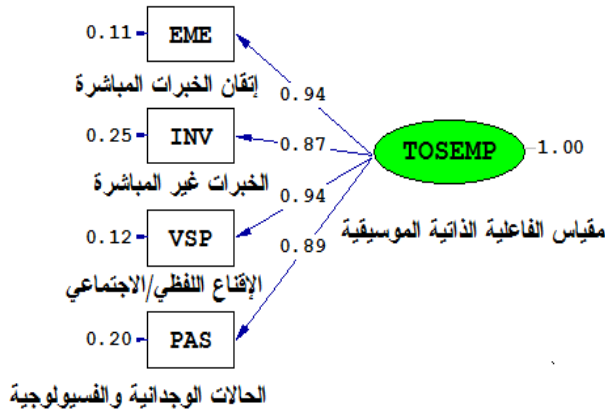 0.11 EME
إتقان الخبرات المباشرة
0.94
0.25 INV
الخبرات غير المباشرة
0.87
TOSEMP 1.00
مقياس الفاعلية الذاتية الموسيقية
0.94
0.12 VSP
الإقناع اللفظي/الاجتماعي
0.89
0.20 PAS
الحالات الوجدانية والفسيولوجية